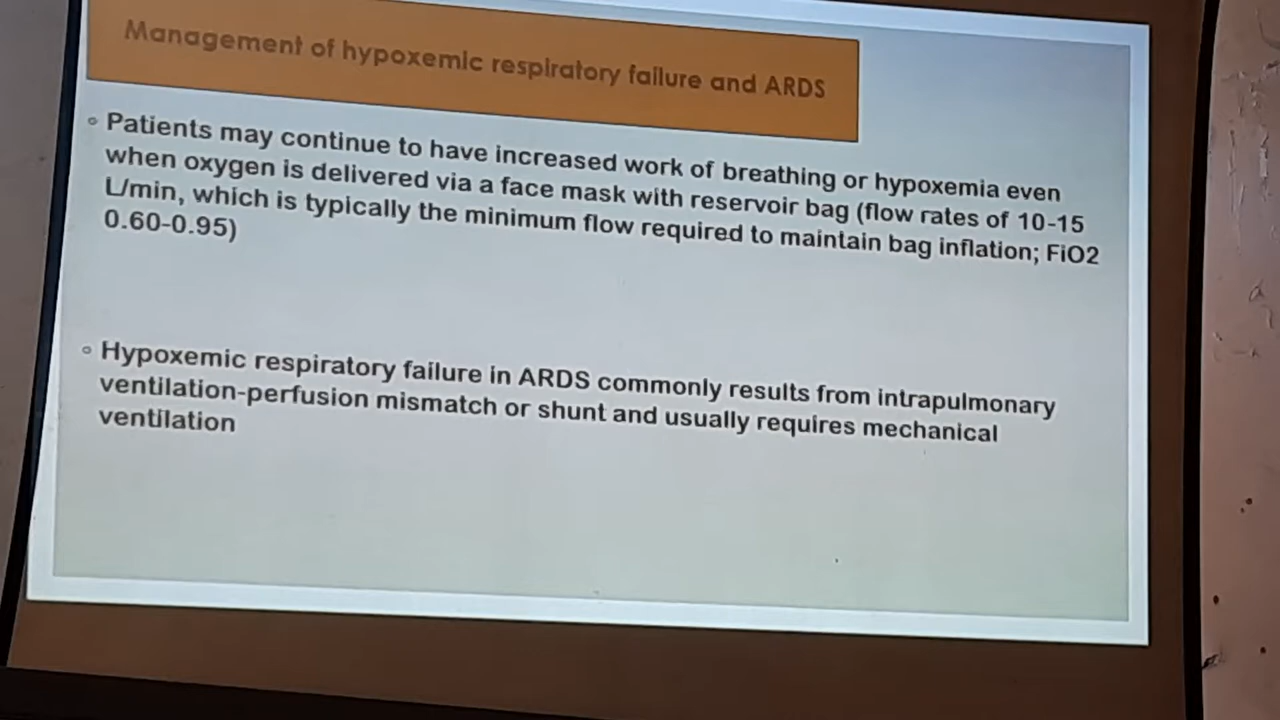 Management of hypoxemic respiratory failure and ARDS
Patients may continue to have increased work of breathing or hypoxemia even
when oxygen is delivered via a face mask with reservoir bag (flow rates of 10-15
L/min, which is typically the minimum flow required to maintain bag inflation; FiO2
0.60-0.95)
Hypoxemic respiratory failure in ARDS commonly results from intrapulmonary
ventilation-perfusion mismatch or shunt and usually requires mechanical
ventilation